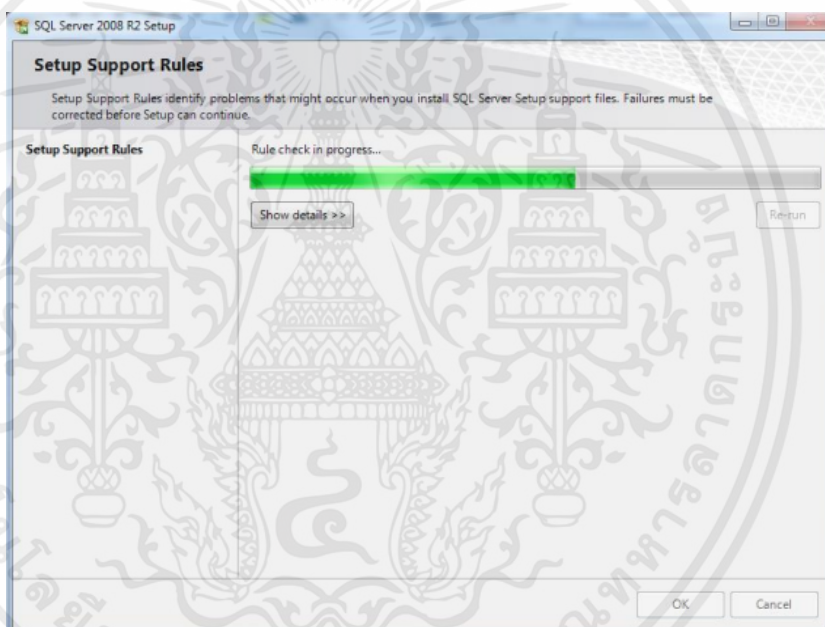 SQL Server 2008 R2 Setup
Setup Support Rules
Setup Support Rules identify problems that might occur when you install SQL Server Setup support files. Failures must be
corrected before Setup can continue.
Setup Support Rules
Rule check in progress...
Show details >>
Re-run
OK
Cancel